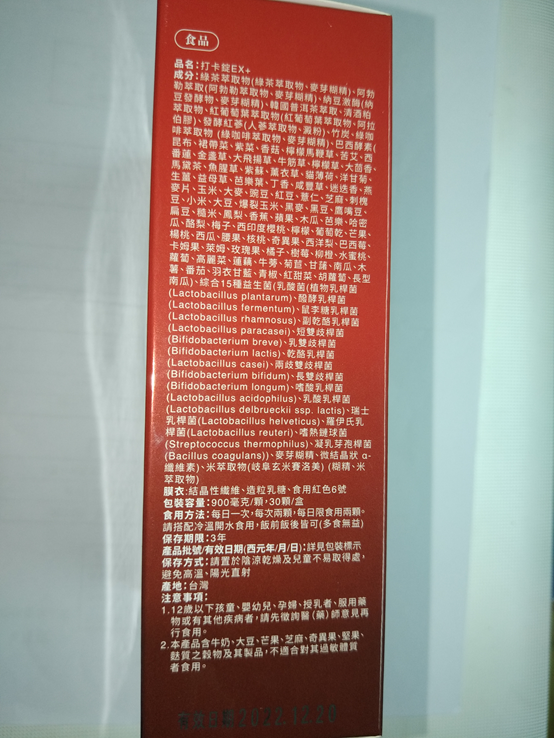 食品
品名：打卡錠EX+
成分：綠茶萃取物(綠茶萃取物、麥芽糊精)、阿勃
勒萃取(阿勃勒萃取物、麥芽糊精)、納豆激酶(納
豆發酵物、麥芽糊精)、韓國普洱茶萃取、清酒粕
萃取物、紅葡萄葉萃取物(紅葡萄葉萃取物、阿拉
伯膠)、發酵紅蔘(人蔘萃取物、澱粉)、竹炭、綠咖
啡萃取物 (綠咖啡萃取物、麥芽糊精)、巴西酵素(
昆布、裙帶菜、紫菜、香菇、檸檬馬鞭草、苦艾、西
番蓮、金盞草、大飛揚草、牛筋草、檸檬草、大茴香、
馬黛茶、魚腥草、紫蘇、薰衣草、貓薄荷、洋甘菊、
生薑、益母草、芭樂葉、丁香、咸豐草、迷迭香、燕
麥片、玉米、大麥、豌豆、紅豆、薏仁、芝麻、刺槐
豆、小米、大豆、爆裂玉米、黑麥、黑豆、鷹嘴豆、
扁豆、糙米、鳳梨、香蕉、蘋果、木瓜、芭樂、哈密
瓜、酪梨、梅子、西印度櫻桃、檸檬、葡萄乾、芒果、
楊桃、西瓜、腰果、核桃、奇異果、西洋梨、巴西莓、
卡姆果、萊姆、玫瑰果、橘子、樹莓、柳橙、水蜜桃、
蘿蔔、高麗菜、蓮藕、牛蒡、菊苣、甘藷、南瓜、木
薯、番茄、羽衣甘藍、青椒、紅甜菜、胡蘿蔔、長型
南瓜)、綜合15種益生菌(乳酸菌(植物乳桿菌
(Lactobacillus plantarum)、醱酵乳桿菌
(Lactobacillus fermentum)、鼠李糖乳桿菌
(Lactobacillus rhamnosus)、副乾酪乳桿菌
(Lactobacillus paracasei)、短雙歧桿菌
(Bifidobacterium breve)、乳雙歧桿菌
(Bifidobacterium lactis)、乾酪乳桿菌
(Lactobacillus casei)、兩歧雙歧桿菌
(Bifidobacterium bifidum)、長雙歧桿菌
(Bifidobacterium longum)、嗜酸乳桿菌
(Lactobacillus acidophilus)、乳酸乳桿菌
(Lactobacillus delbrueckii ssp. lactis)、瑞士
乳桿菌(Lactobacillus helveticus)、羅伊氏乳
桿菌(Lactobacillus reuteri)、嗜熱鏈球菌
(Streptococcus thermophilus)、凝乳芽孢桿菌
(Bacillus coagulans))、麥芽糊精、微結晶狀 α-
纖維素)、米萃取物(岐阜玄米賽洛美) (糊精、米
萃取物)
膜衣：結晶性纖維、造粒乳糖、食用紅色6號
包裝容量：900毫克/顆，30顆/盒
食用方法：每日一次，每次兩顆，每日限食用兩顆。
請搭配冷溫開水食用，飯前飯後皆可(多食無益)
保存期限：3年
產品批號/有效日期(西元年/月/日)：詳見包裝標示
保存方式：請置於陰涼乾燥及兒童不易取得處，
避免高溫、陽光直射
產地：台灣
注意事項：
1.12歲以下孩童、嬰幼兒、孕婦、授乳者、服用藥
物或有其他疾病者，請先徵詢醫(藥)師意見再
行食用。
2.本產品含牛奶、大豆、芒果、芝麻、奇異果、堅果、
麩質之穀物及其製品，不適合對其過敏體質
者食用。